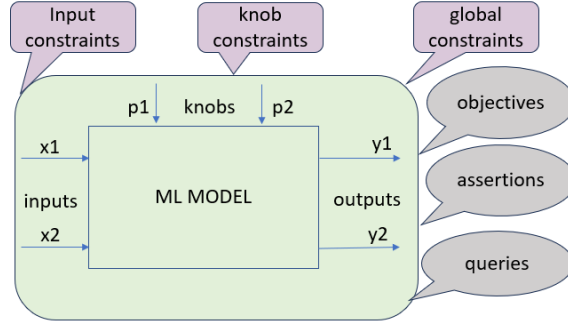 Input
constraints
knob
constraints
global
constraints
p1
knobs
p2
objectives
x1
y1
assertions
inputs
ML MODEL
outputs
x2
y2
queries